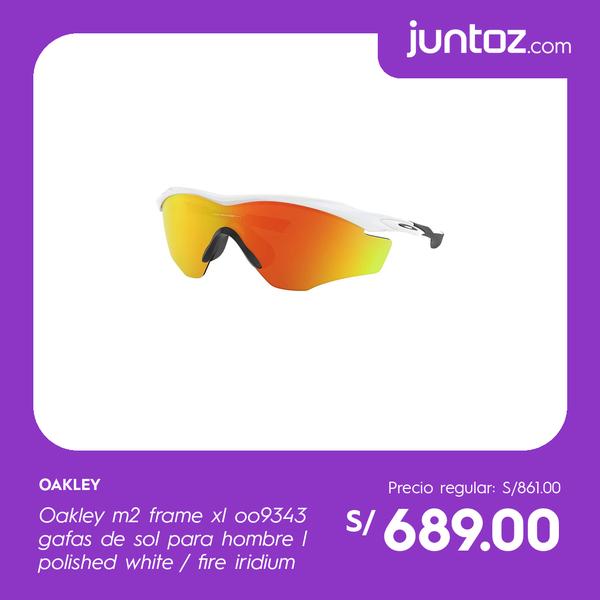 juntoz.com
OAKLEY
Oakley m2 frame xl oo9343
gafas de sol para hombre |
polished white / fire iridium
Precio regular: S/861.00
S/ 689.00